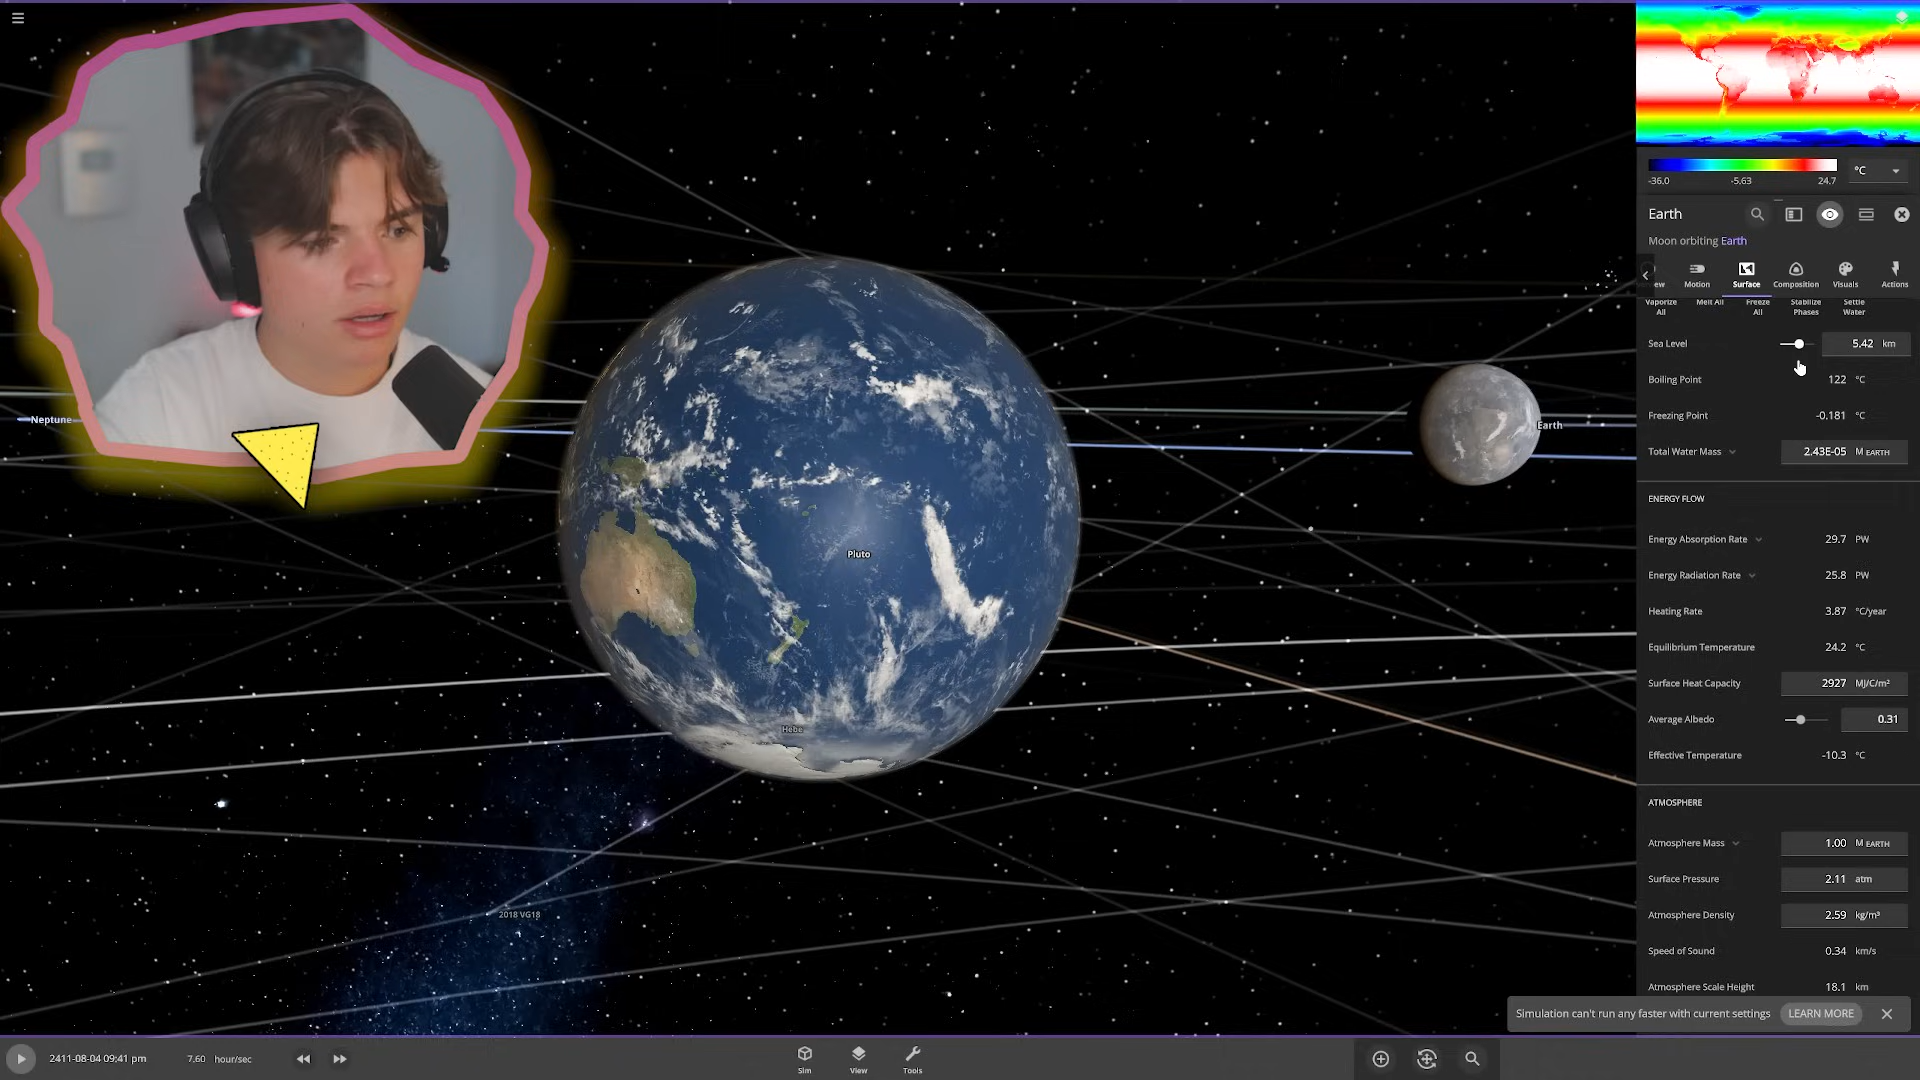 -36.0 -5.63 24.7
°C
Earth
Moon orbiting Earth
Motion Surface Composition Visuals Actions
Vaporize All Melt All Freeze All Stabilize Phases Settle Water
Sea Level 5.42 km
Boiling Point 122 °C
Freezing Point -0.181 °C
Total Water Mass 2.43E-05 M EARTH
ENERGY FLOW
Energy Absorption Rate 29.7 PW
Energy Radiation Rate 25.8 PW
Heating Rate 3.87 °C/year
Equilibrium Temperature 24.2 °C
Surface Heat Capacity 2927 MJ/C/m²
Average Albedo 0.31
Effective Temperature -10.3 °C
ATMOSPHERE
Atmosphere Mass 1.00 M EARTH
Surface Pressure 2.11 atm
Atmosphere Density 2.59 kg/m³
Speed of Sound 0.34 km/s
Atmosphere Scale Height 18.1 km
Neptune
Earth
Pluto
Hebe
2018 VG18
Simulation can't run any faster with current settings LEARN MORE
2411-08-04 09:41 pm 7.60 hour/sec
Sim View Tools